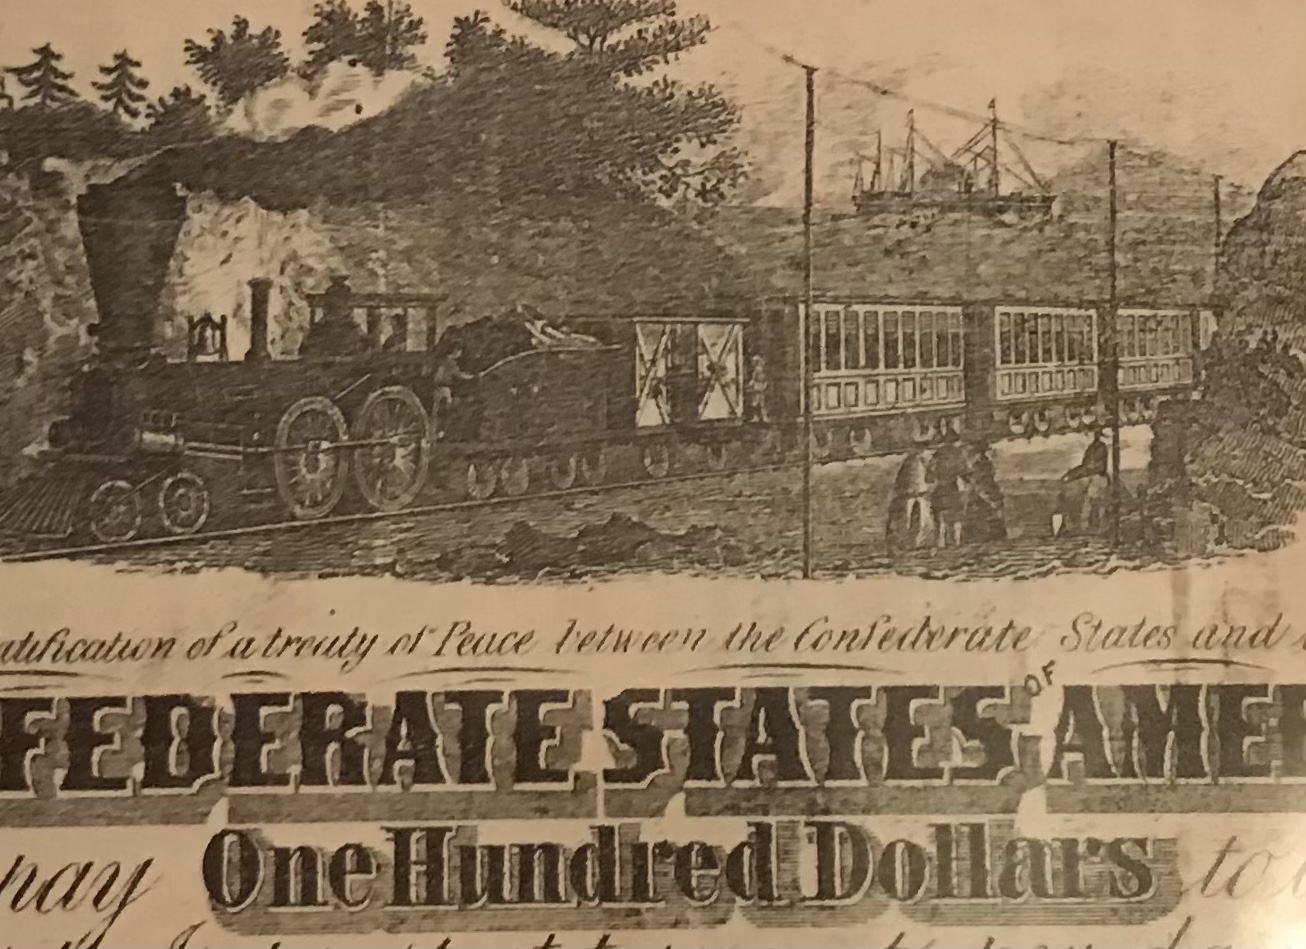 atification of a treaty of Peace between the Confederate States and
FEDERATE STATES OF AME
pay One Hundred Dollars to